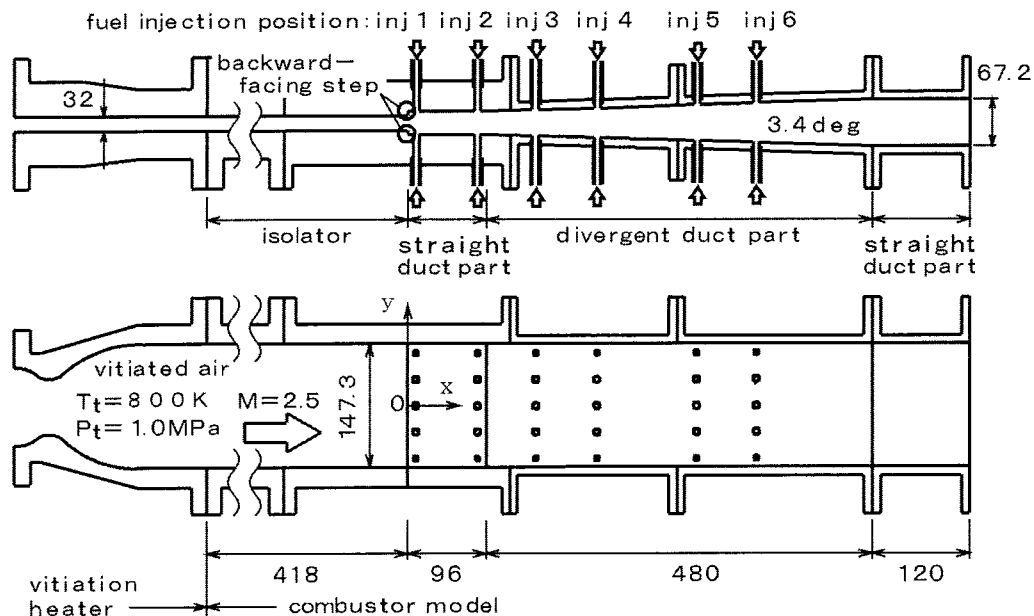 fuel injection position: inj 1 inj 2 inj 3 inj 4 inj 5 inj 6
backward-
facing step
32
67.2
3.4 deg
isolator
straight
duct part
divergent duct part
straight
duct part
y
vitiated air
Tt=800K M=2.5
Pt=1.0MPa
147.3
0
x
418
96
480
120
vitiation
heater
combustor model